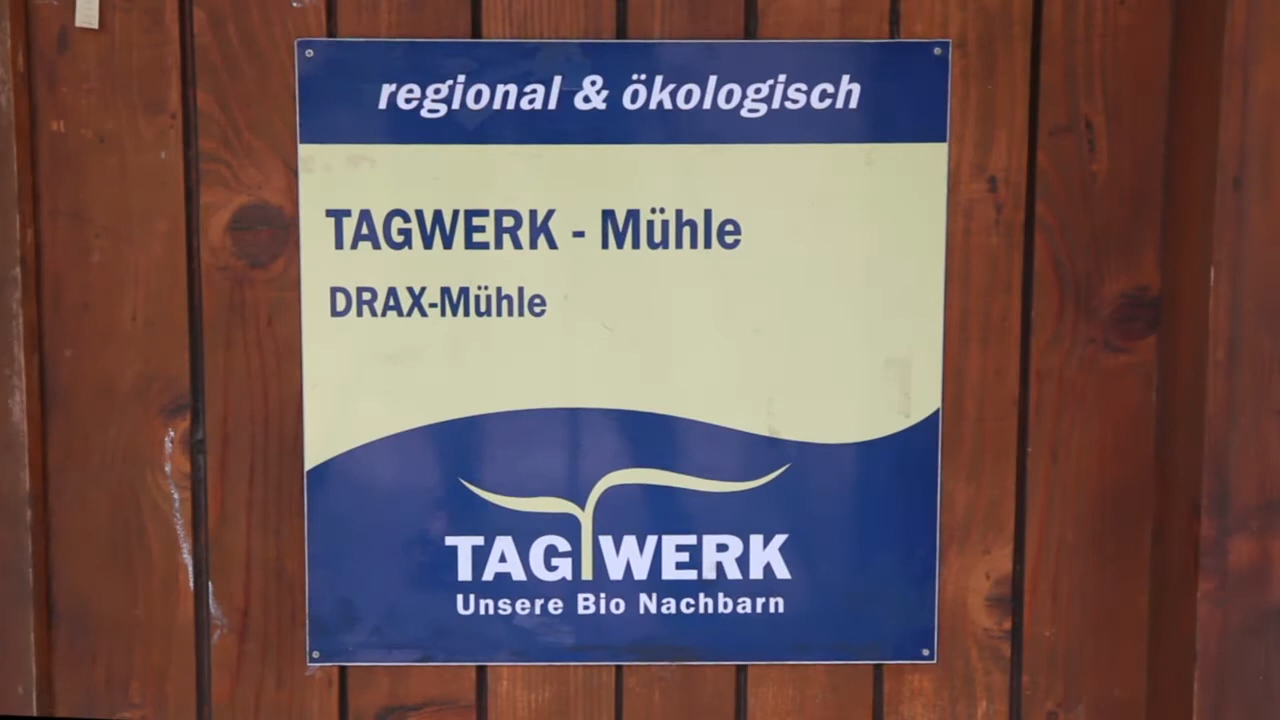 regional & ökologisch
TAGWERK - Mühle
DRAX-Mühle
TAGWERK
Unsere Bio Nachbarn